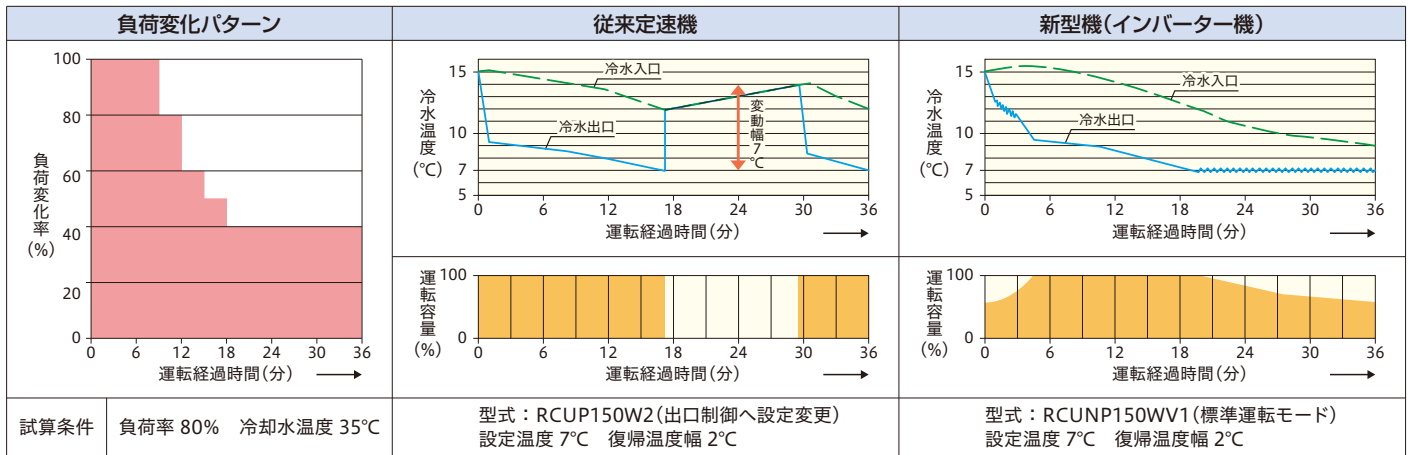 負荷変化パターン
従来定速機
新型機(インバーター機)
100
80
60
40
20
0
負荷変化率
(%)
0 6 12 18 24 30 36
運転経過時間(分)
15
10
7
5
冷水温度
(℃)
冷水入口
冷水出口
変動幅7℃
0 6 12 18 24 30 36
運転経過時間(分)
15
10
7
5
冷水温度
(℃)
冷水入口
冷水出口
0 6 12 18 24 30 36
運転経過時間(分)
運転容量
(%)
100
0
0 6 12 18 24 30 36
運転経過時間(分)
運転容量
(%)
100
0
0 6 12 18 24 30 36
運転経過時間(分)
試算条件
負荷率 80% 冷却水温度 35℃
型式:RCUP150W2(出口制御へ設定変更)
設定温度 7℃ 復帰温度幅 2℃
型式:RCUNP150WV1(標準運転モード)
設定温度 7℃ 復帰温度幅 2℃